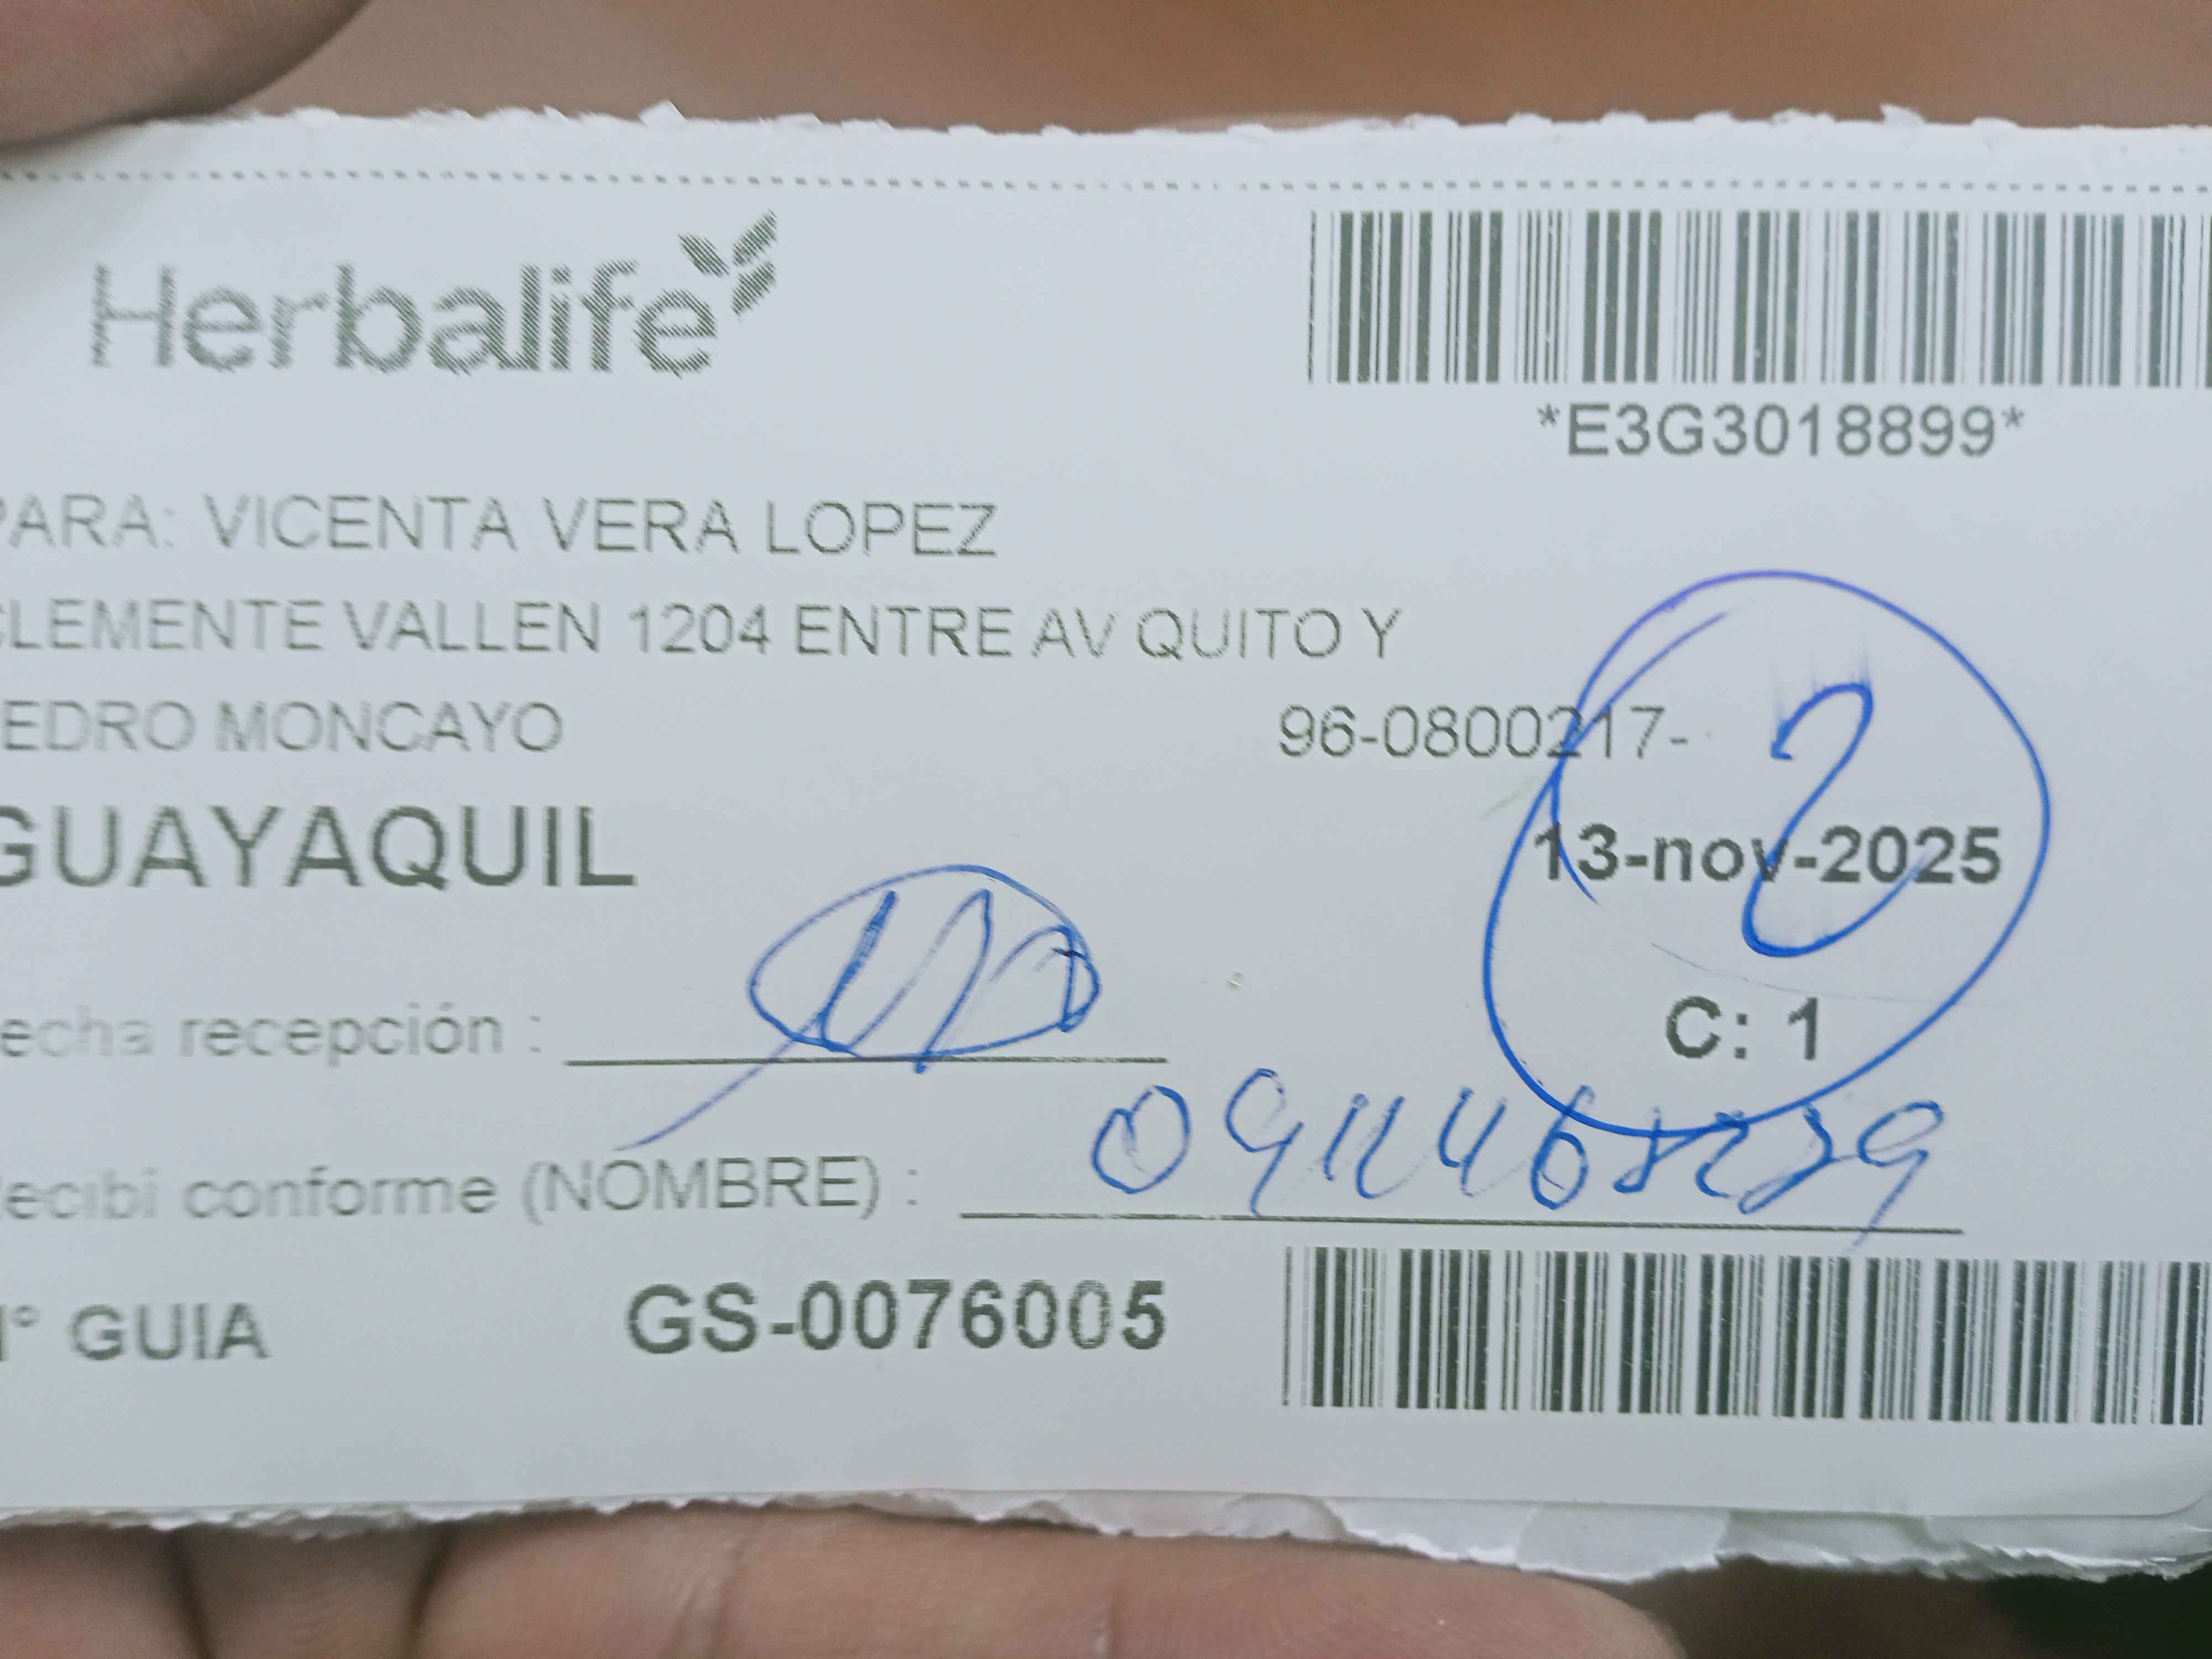 Herbalife
*E3G3018899*
PARA: VICENTA VERA LOPEZ
CLEMENTE VALLEN 1204 ENTRE AV QUITO Y
EDRO MONCAYO
96-0800217-
GUAYAQUIL
13-nov-2025
2
C: 1
echa recepción :
ecibi conforme (NOMBRE) :
N° GUIA
GS-0076005